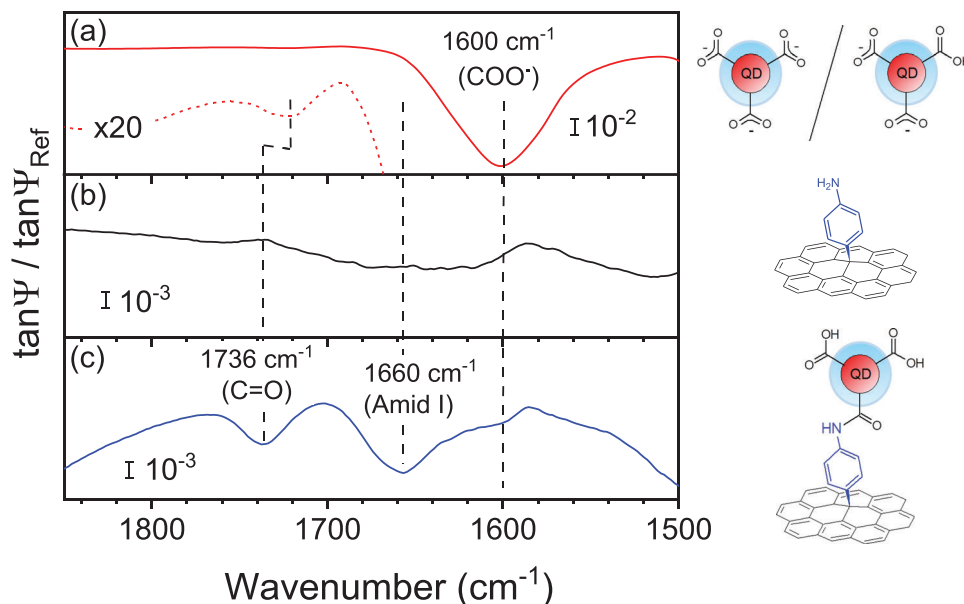 (a)
1600 cm⁻¹
(COO⁻)
x20
10⁻²
(b)
10⁻³
(c)
1736 cm⁻¹
(C=O)
1660 cm⁻¹
(Amid I)
10⁻³
1800
1700
1600
1500
Wavenumber (cm⁻¹)
tanΨ / tanΨ_Ref
O
O
-
O
-
O
QD
O
O
-
O
O
-
O
OH
QD
O
O
-
H₂N
OH
O
O
OH
QD
O
HN